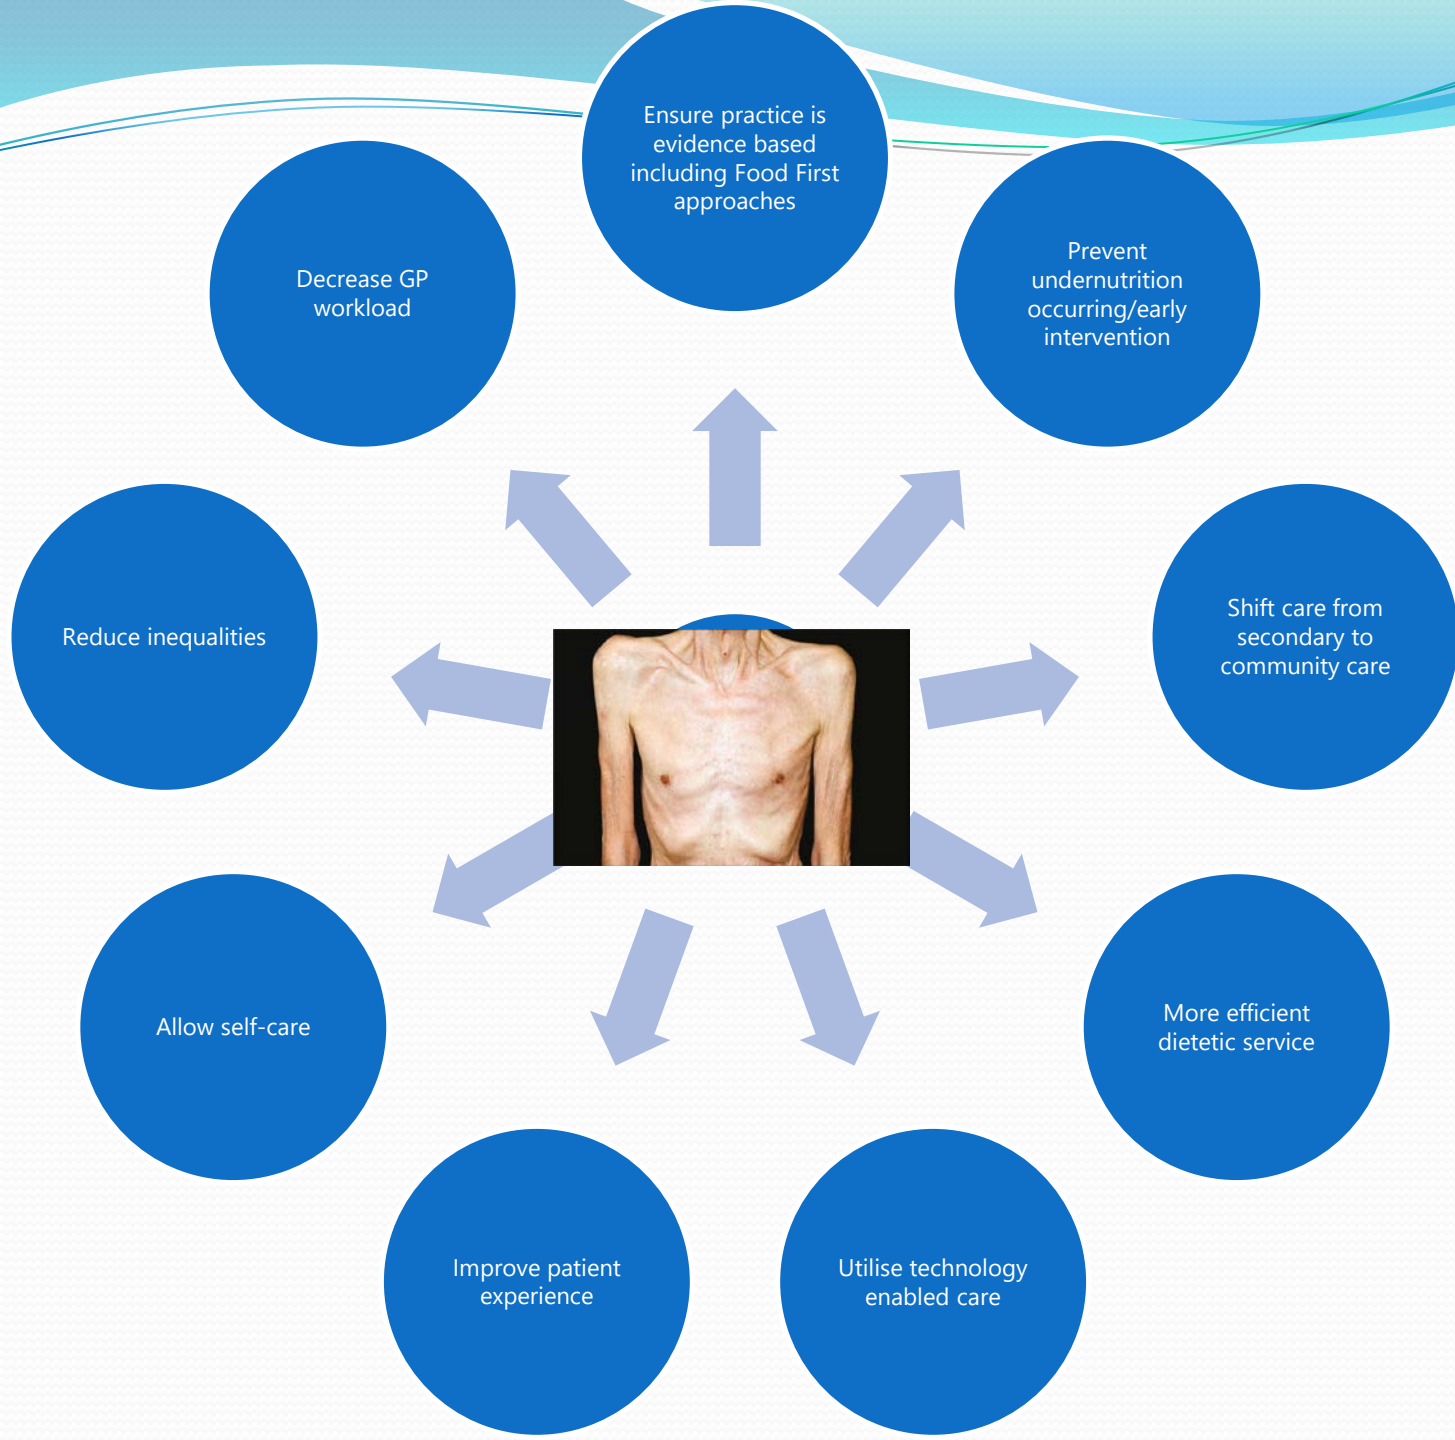 Ensure practice is
evidence based
including Food First
approaches
Prevent
undernutrition
occurring/early
intervention
Shift care from
secondary to
community care
More efficient
dietetic service
Utilise technology
enabled care
Improve patient
experience
Allow self-care
Reduce inequalities
Decrease GP
workload